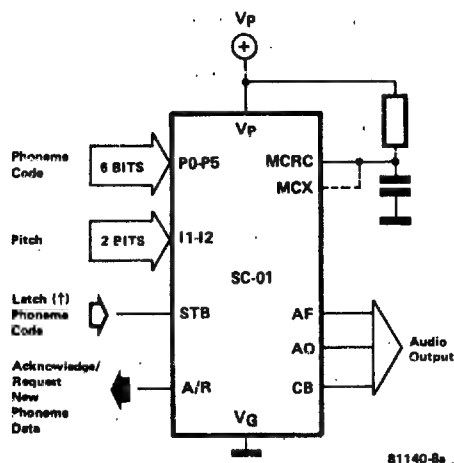 Vp
Vp
Phoneme
Code
6 BITS
P0-P5
MCRC
MCX
Pitch
2 BITS
I1-I2
SC-01
Latch (↑)
Phoneme
Code
STB
AF
AO
CB
Audio
Output
Acknowledge/
Request
New
Phoneme
Data
A/R
VG
81140-8a